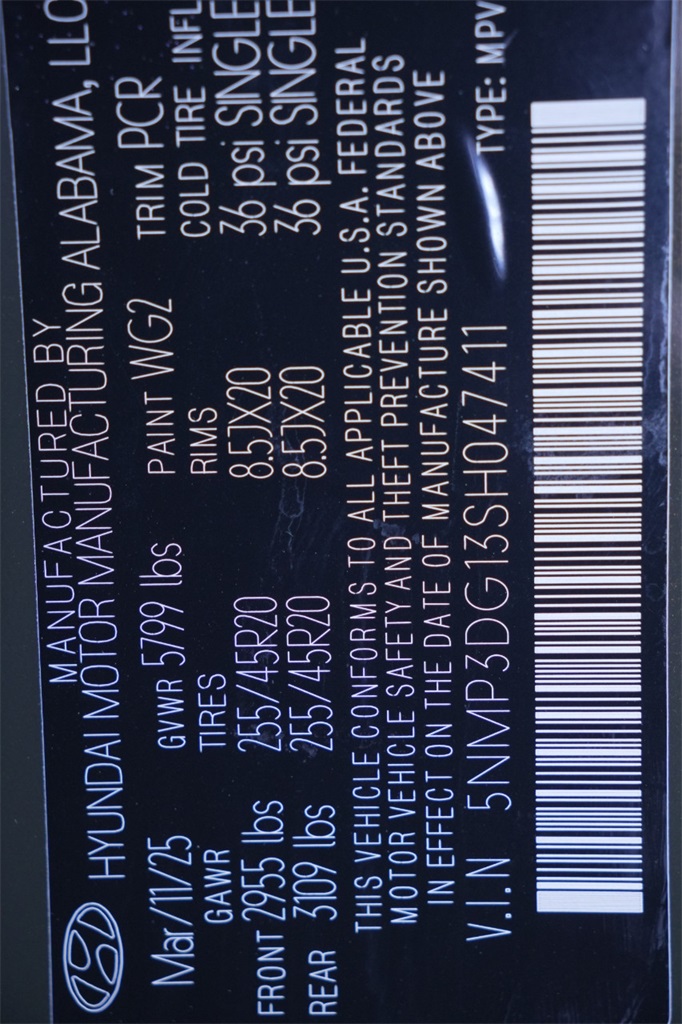 MANUFACTURED BY
HYUNDAI MOTOR MANUFACTURING ALABAMA, LLC
Mar/11/25 GVWR 5799 lbs PAINT WG2 TRIM PCR
GAWR TIRES RIMS COLD TIRE INFL
FRONT 2955 lbs 255/45R20 8.5JX20 36 psi SINGLE
REAR 3109 lbs 255/45R20 8.5JX20 36 psi SINGLE
THIS VEHICLE CONFORMS TO ALL APPLICABLE U.S.A. FEDERAL
MOTOR VEHICLE SAFETY AND THEFT PREVENTION STANDARDS
IN EFFECT ON THE DATE OF MANUFACTURE SHOWN ABOVE
V.I.N 5NMP3DG13SH047411 TYPE: MPV